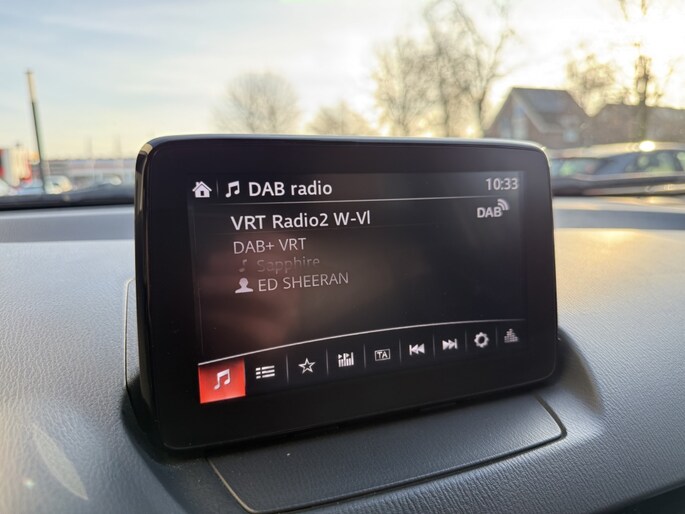 DAB radio 10:33
VRT Radio2 W-Vl
DAB
DAB+ VRT
Sapphire
ED SHEERAN
TA